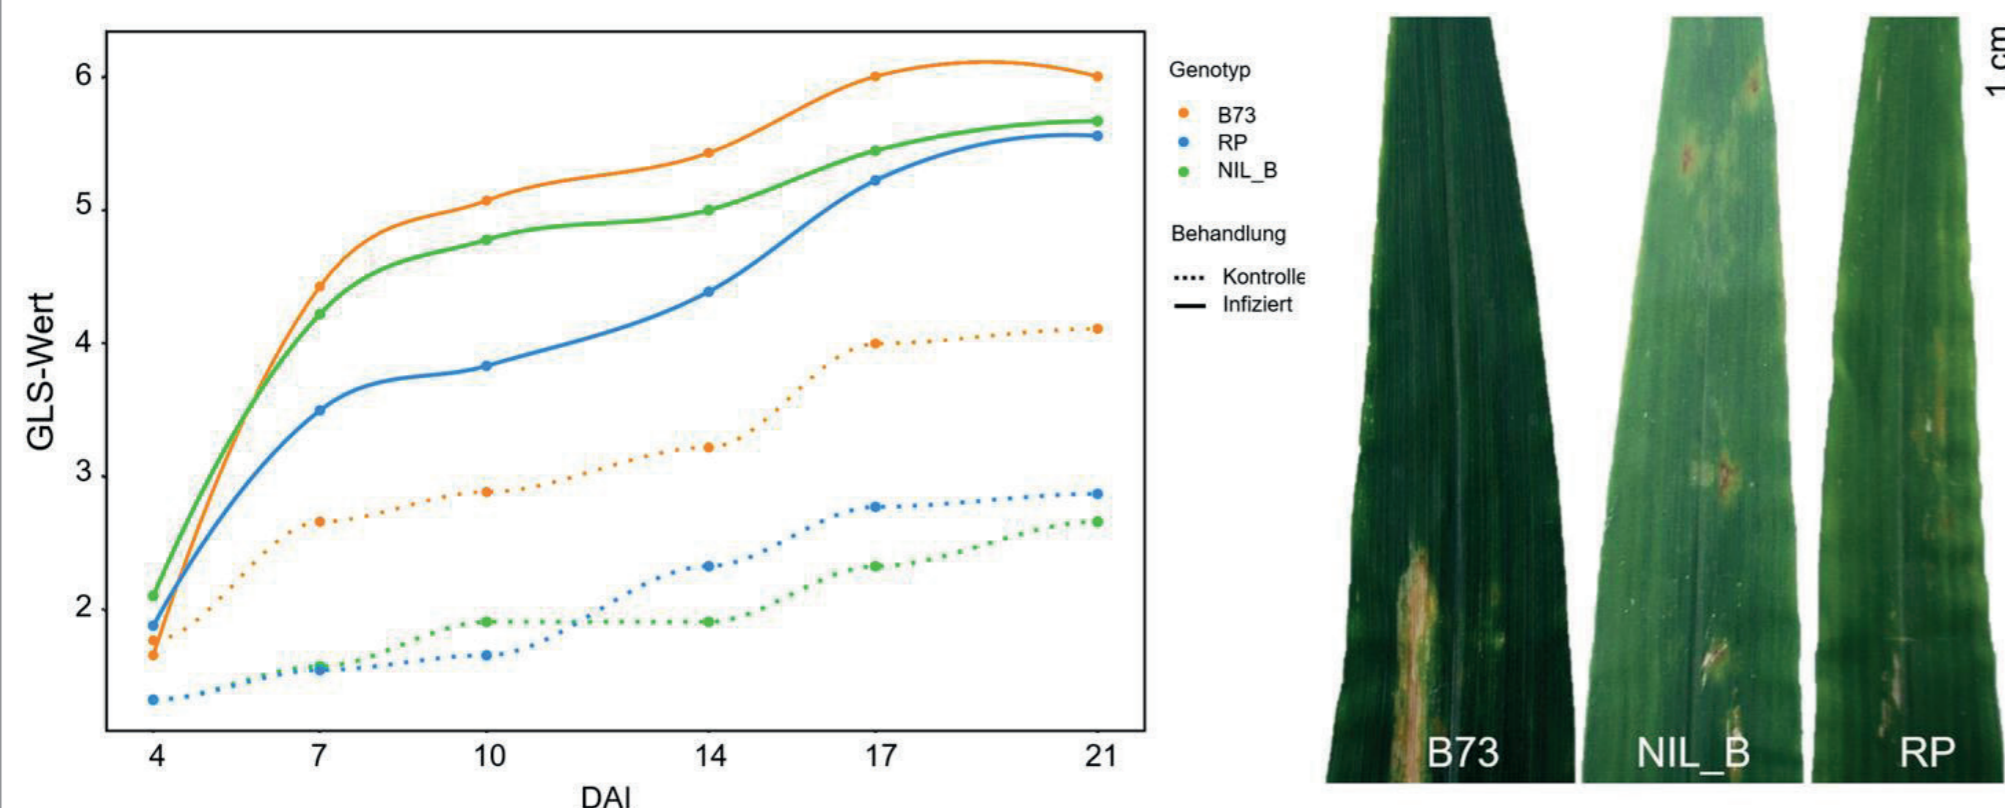 GLS-Wert
6
5
4
3
2
4 7 10 14 17 21
DAI
Genotyp
B73
RP
NIL_B
Behandlung
Kontrolle
Infiziert
B73
NIL_B
RP
1 cm